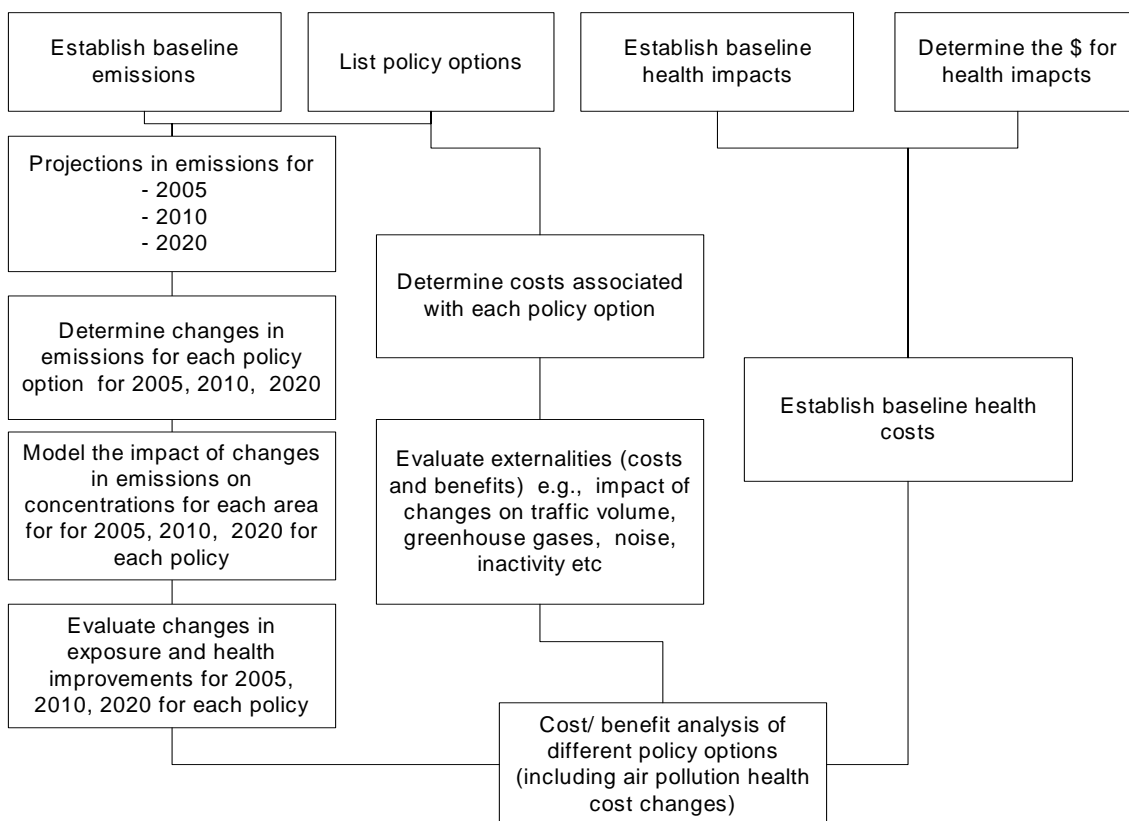 Establish baseline
emissions
List policy options
Establish baseline
health impacts
Determine the $ for
health imapcts
Projections in emissions for
- 2005
- 2010
- 2020
Determine costs associated
with each policy option
Determine changes in
emissions for each policy
option for 2005, 2010, 2020
Establish baseline health
costs
Model the impact of changes
in emissions on
concentrations for each area
for for 2005, 2010, 2020 for
each policy
Evaluate externalities (costs
and benefits) e.g., impact of
changes on traffic volume,
greenhouse gases, noise,
inactivity etc
Evaluate changes in
exposure and health
improvements for 2005,
2010, 2020 for each policy
Cost/ benefit analysis of
different policy options
(including air pollution health
cost changes)